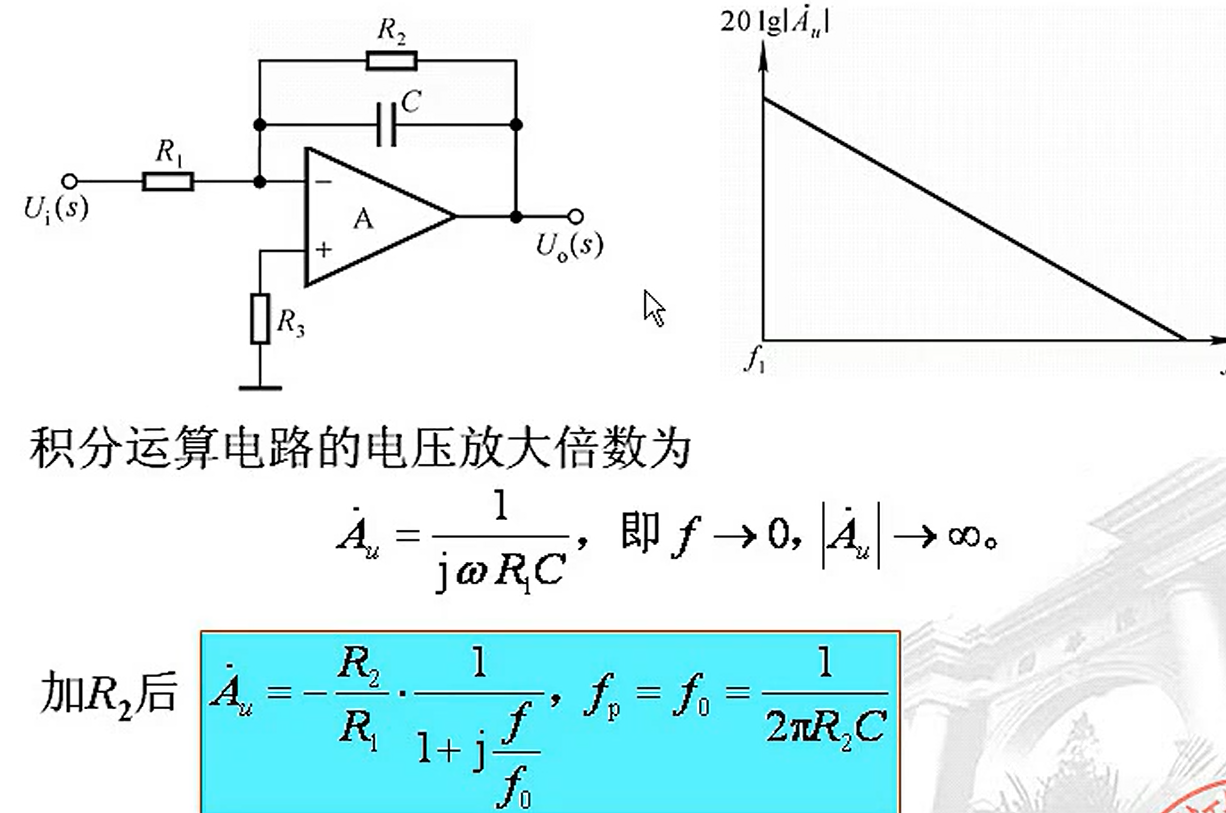 R₂
C
R₁
Uᵢ(s)
−
A
+
Uₒ(s)
R₃
20 lg|Ȧᵤ|
f₁
积分运算电路的电压放大倍数为
Ȧᵤ = 1/(jωR₁C)，即 f → 0, |Ȧᵤ| → ∞。
加R₂后 Ȧᵤ = −R₂/R₁ · 1/(1+j f/f₀)，fₚ = f₀ = 1/(2πR₂C)